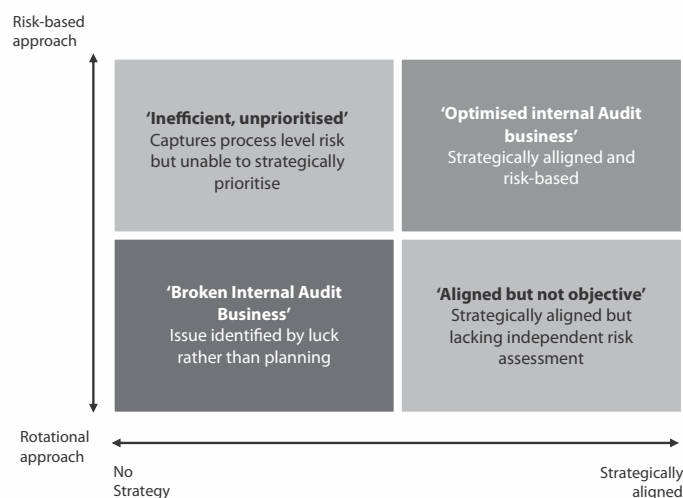 Risk-based
approach
‘Inefficient, unprioritised’
Captures process level risk
but unable to strategically
prioritise
‘Optimised internal Audit
business’
Strategically alligned and
risk-based
‘Broken Internal Audit
Business’
Issue identified by luck
rather than planning
‘Aligned but not objective’
Strategically aligned but
lacking independent risk
assessment
Rotational
approach
No
Strategy
Strategically
aligned